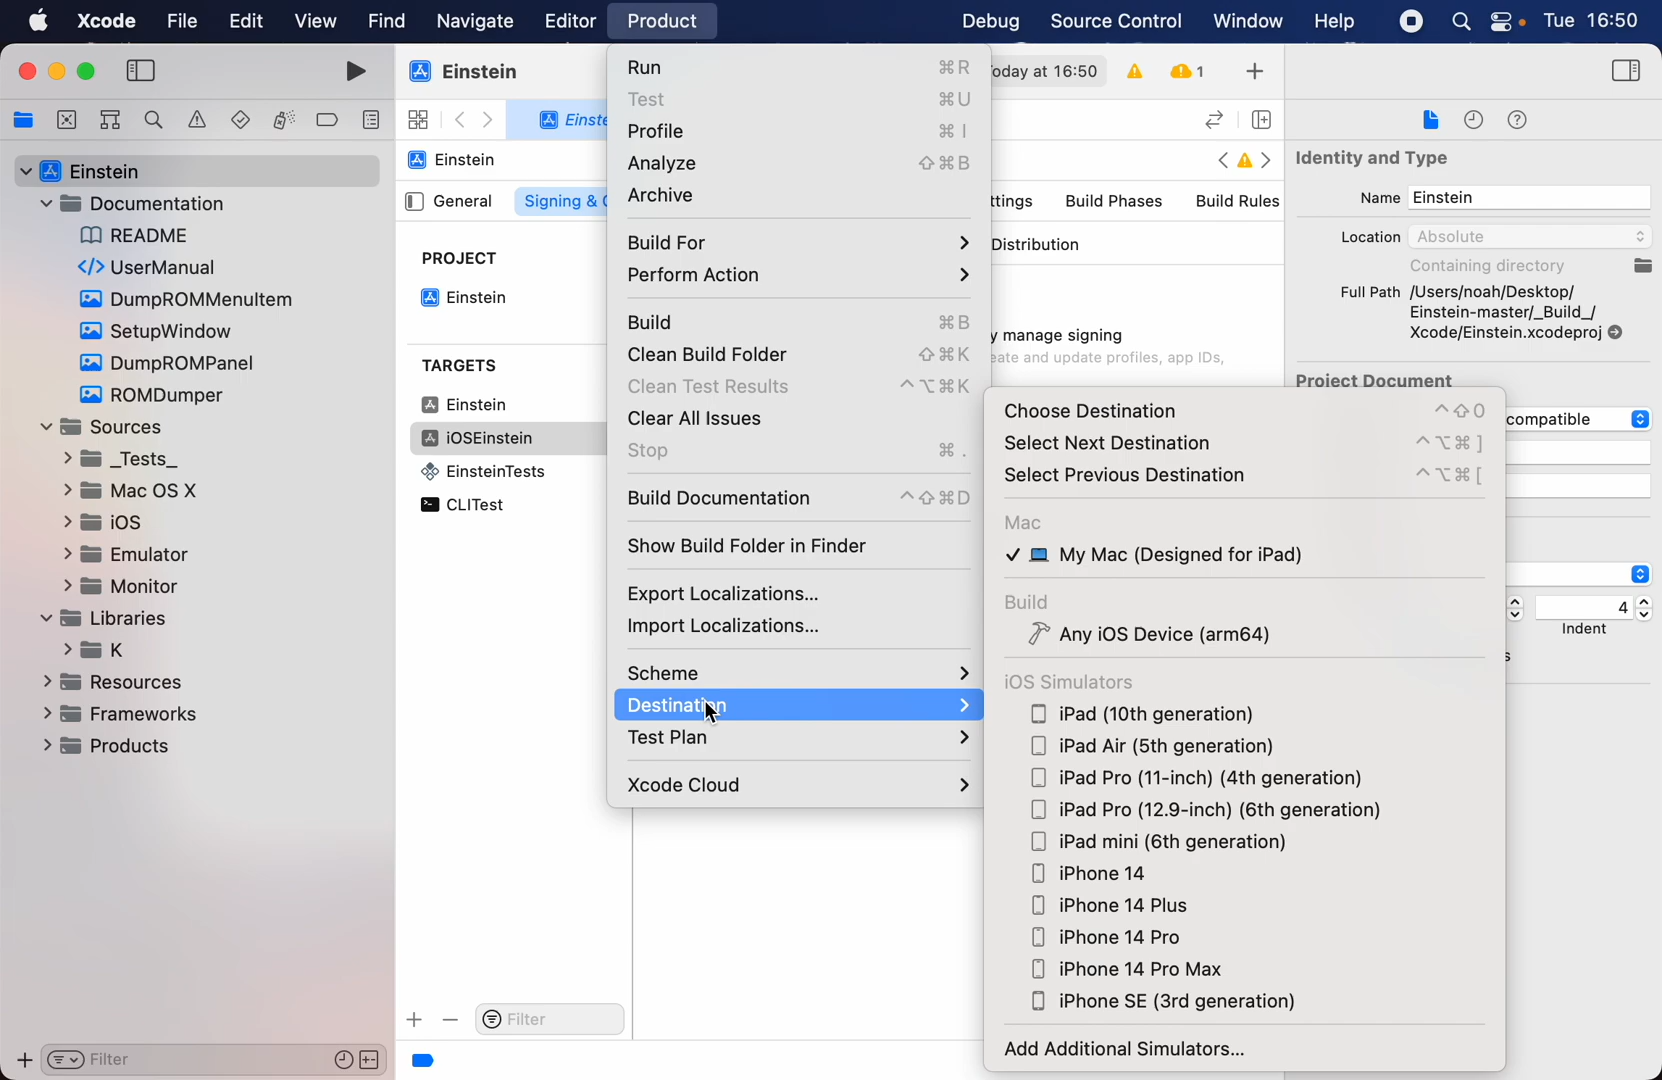 Xcode File Edit View Find Navigate Editor Product Debug Source Control Window Help Tue 16:50
Einstein
oday at 16:50
1
Einste
Einstein
Documentation
README
UserManual
DumpROMMenuItem
SetupWindow
DumpROMPanel
ROMDumper
Sources
_Tests_
Mac OS X
iOS
Emulator
Monitor
Libraries
K
Resources
Frameworks
Products
Filter
Einstein
General
Signing & C
ttings
Build Phases
Build Rules
PROJECT
Einstein
TARGETS
Einstein
iOSEinstein
EinsteinTests
CLITest
Filter
Distribution
y manage signing
eate and update profiles, app IDs,
Run ⌘R
Test ⌘U
Profile ⌘I
Analyze ⇧⌘B
Archive
Build For
Perform Action
Build ⌘B
Clean Build Folder ⇧⌘K
Clean Test Results ^⌥⌘K
Clear All Issues
Stop ⌘.
Build Documentation ^⇧⌘D
Show Build Folder in Finder
Export Localizations...
Import Localizations...
Scheme
Destination
Test Plan
Xcode Cloud
Choose Destination ^⇧0
Select Next Destination ^⌥⌘]
Select Previous Destination ^⌥⌘[
Mac
✓ My Mac (Designed for iPad)
Build
Any iOS Device (arm64)
iOS Simulators
iPad (10th generation)
iPad Air (5th generation)
iPad Pro (11-inch) (4th generation)
iPad Pro (12.9-inch) (6th generation)
iPad mini (6th generation)
iPhone 14
iPhone 14 Plus
iPhone 14 Pro
iPhone 14 Pro Max
iPhone SE (3rd generation)
Add Additional Simulators...
Identity and Type
Name Einstein
Location Absolute
Containing directory
Full Path /Users/noah/Desktop/
Einstein-master/_Build_/
Xcode/Einstein.xcodeproj
Project Document
compatible
4
Indent
s